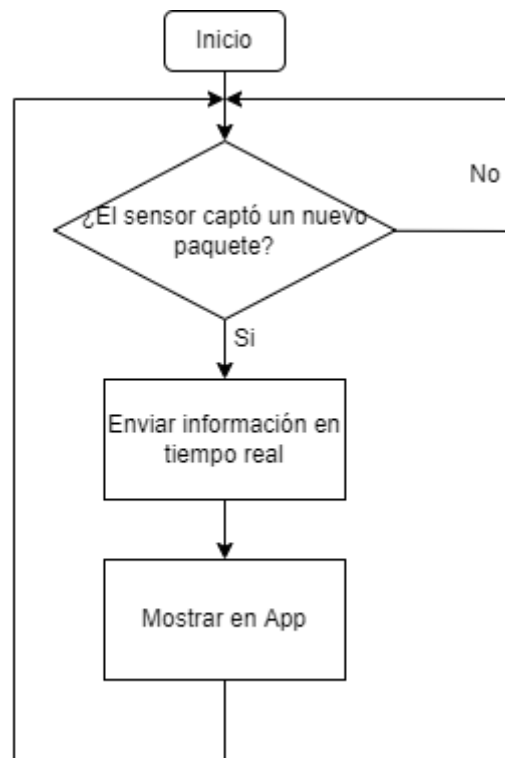 Inicio
No
¿El sensor captó un nuevo
paquete?
Si
Enviar información en
tiempo real
Mostrar en App